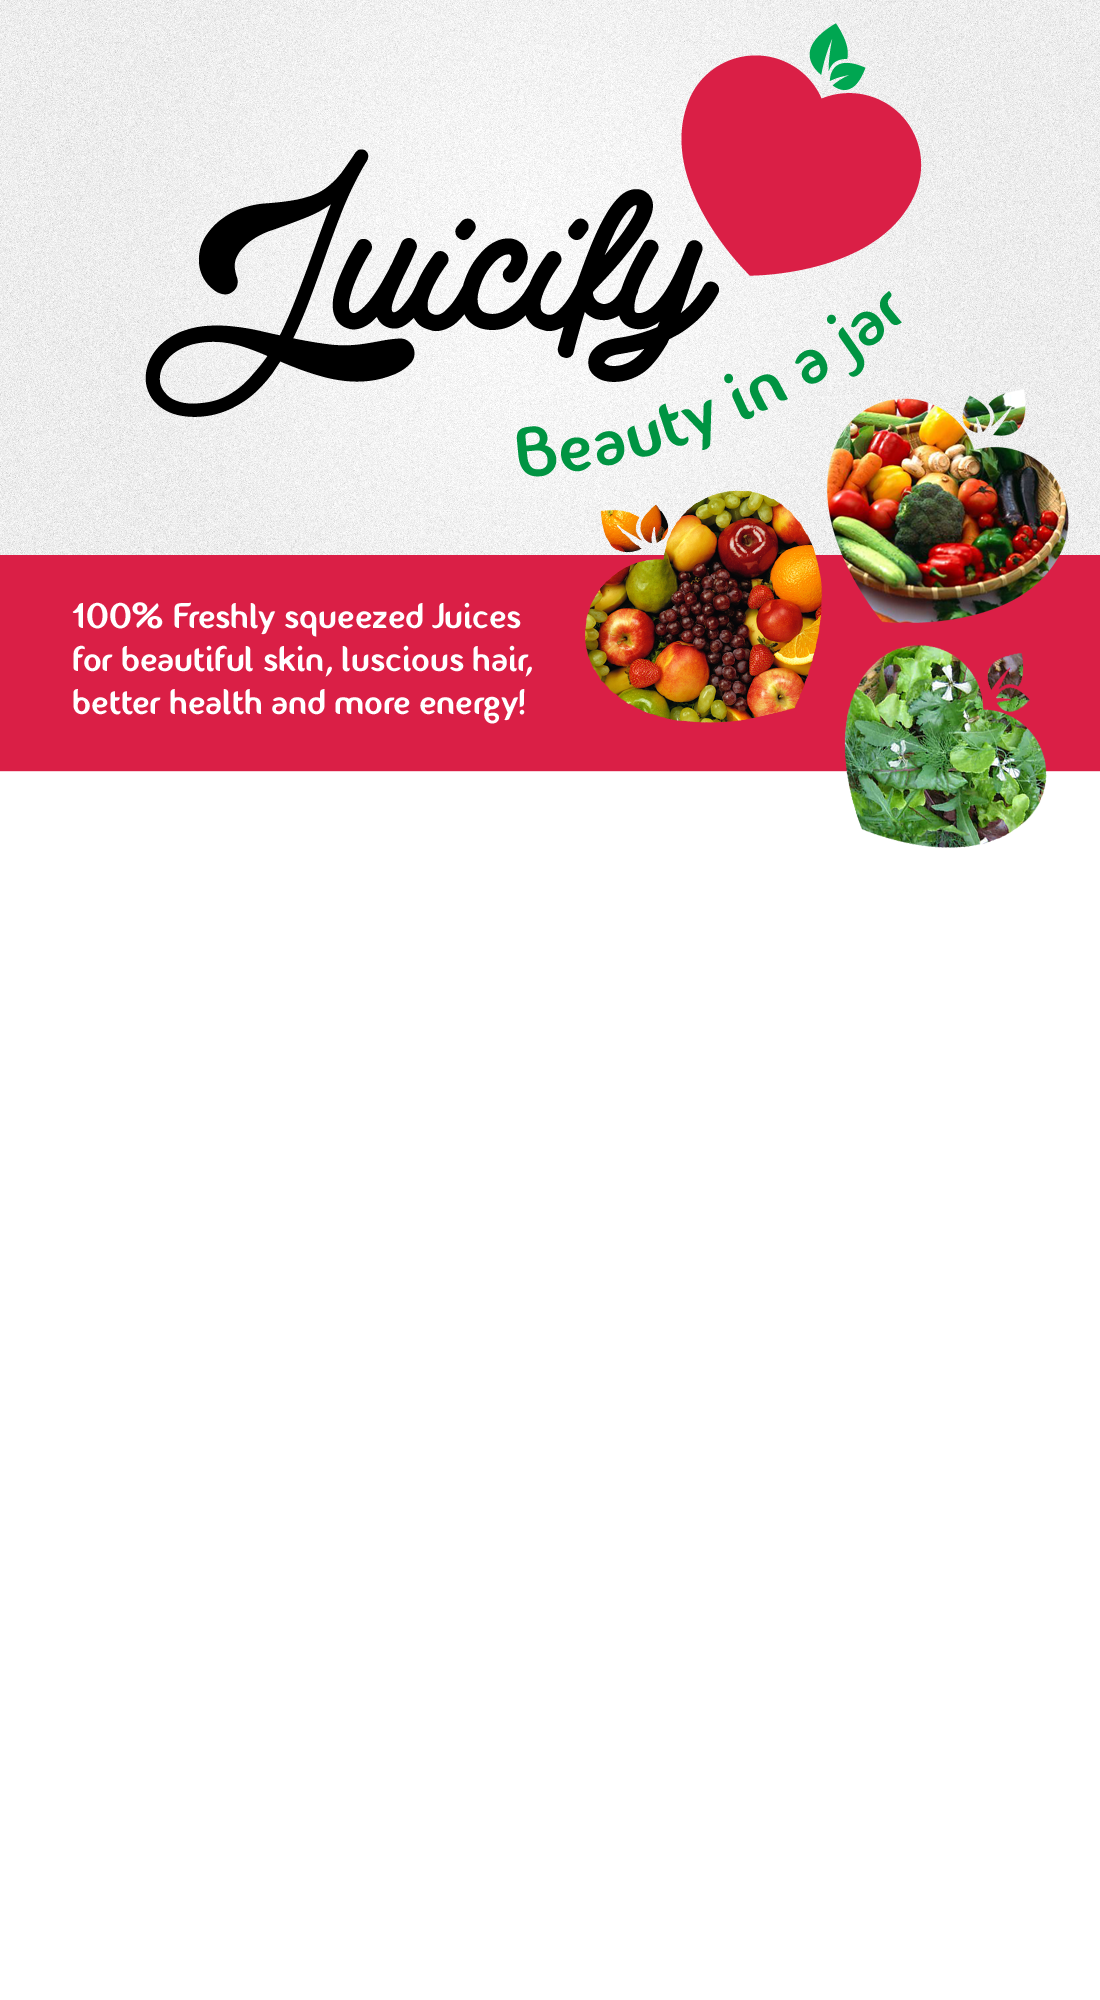 Juicify
Beauty in a jar
100% Freshly squeezed Juices
for beautiful skin, luscious hair,
better health and more energy!